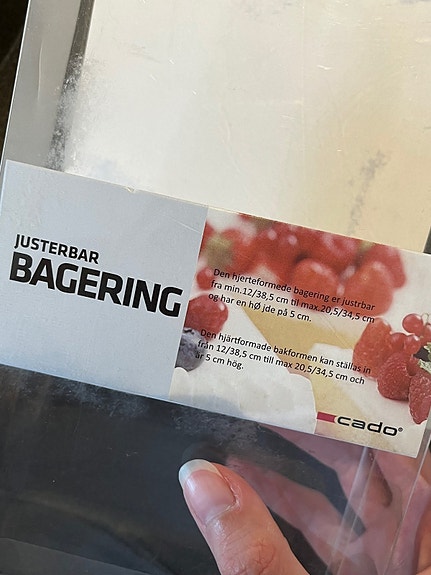 JUSTERBAR
BAGERING
Den hjerteformede bagering er justrbar
fra min.12/38,5 cm til max.20,5/34,5 cm
og har en hØ jde på 5 cm.
Den hjärtformade bakformen kan ställas in
från 12/38,5 cm till max 20,5/34,5 cm och
är 5 cm hög.
cado®